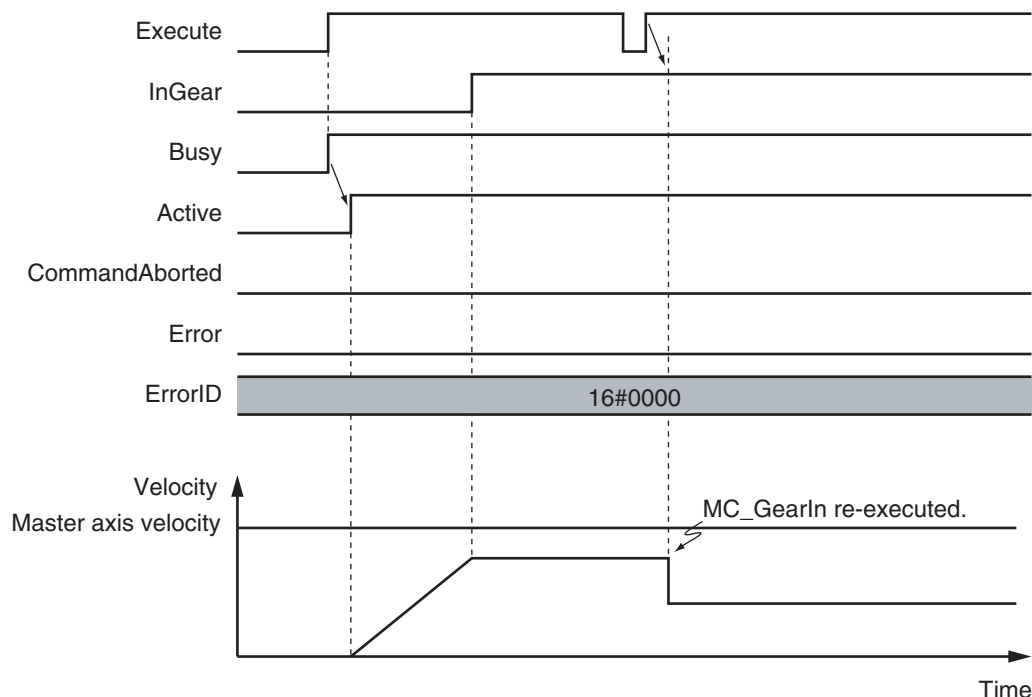 Execute
InGear
Busy
Active
CommandAborted
Error
ErrorID
16#0000
Velocity
Master axis velocity
MC_GearIn re-executed.
Time